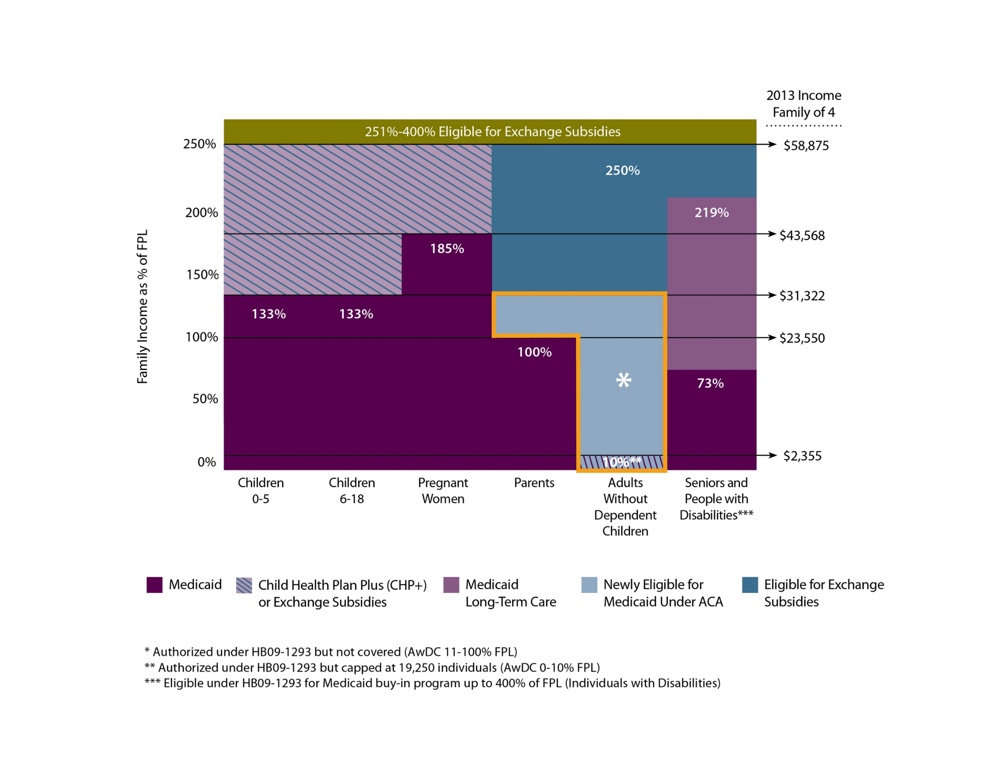 2013 Income
Family of 4
251%-400% Eligible for Exchange Subsidies
250%
$58,875
250%
200%
219%
$43,568
185%
150%
$31,322
133%
133%
100%
$23,550
100%
*
73%
50%
Family Income as % of FPL
0%
10%**
$2,355
Children
0-5
Children
6-18
Pregnant
Women
Parents
Adults
Without
Dependent
Children
Seniors and
People with
Disabilities***
Medicaid
Child Health Plan Plus (CHP+)
or Exchange Subsidies
Medicaid
Long-Term Care
Newly Eligible for
Medicaid Under ACA
Eligible for Exchange
Subsidies
* Authorized under HB09-1293 but not covered (AwDC 11-100% FPL)
** Authorized under HB09-1293 but capped at 19,250 individuals (AwDC 0-10% FPL)
*** Eligible under HB09-1293 for Medicaid buy-in program up to 400% of FPL (Individuals with Disabilities)